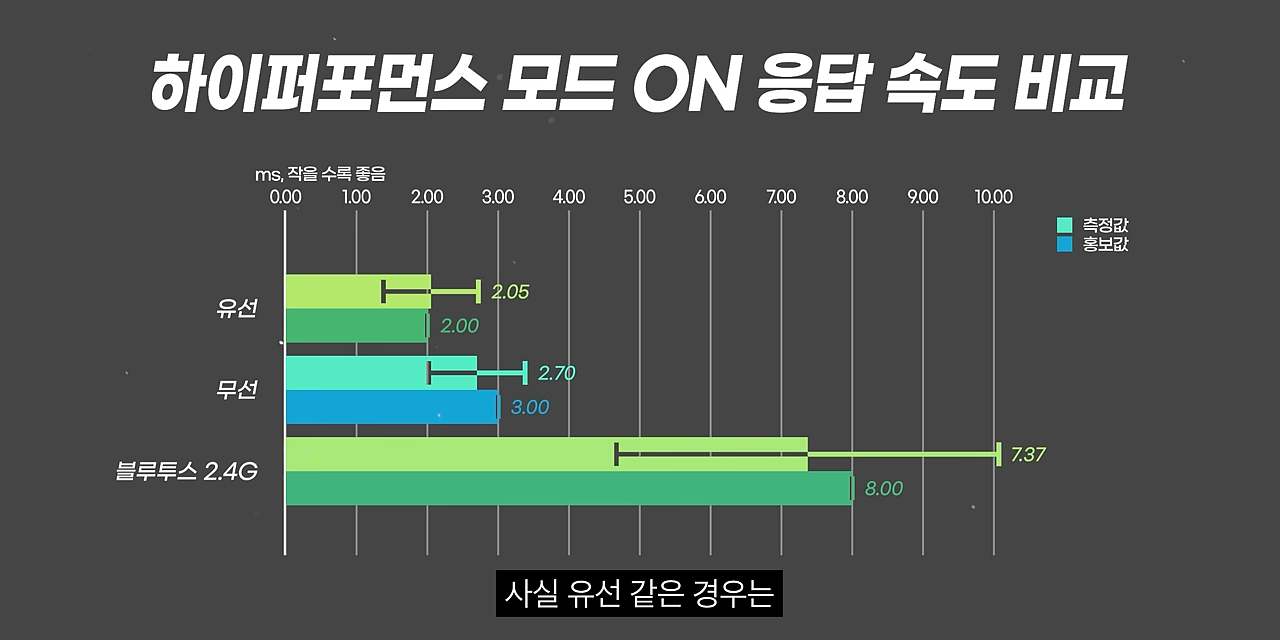 하이퍼포먼스 모드 ON 응답 속도 비교
ms, 작을 수록 좋음
0.00 1.00 2.00 3.00 4.00 5.00 6.00 7.00 8.00 9.00 10.00
측정값
홍보값
유선
2.05
2.00
무선
2.70
3.00
블루투스 2.4G
7.37
8.00
사실 유선 같은 경우는